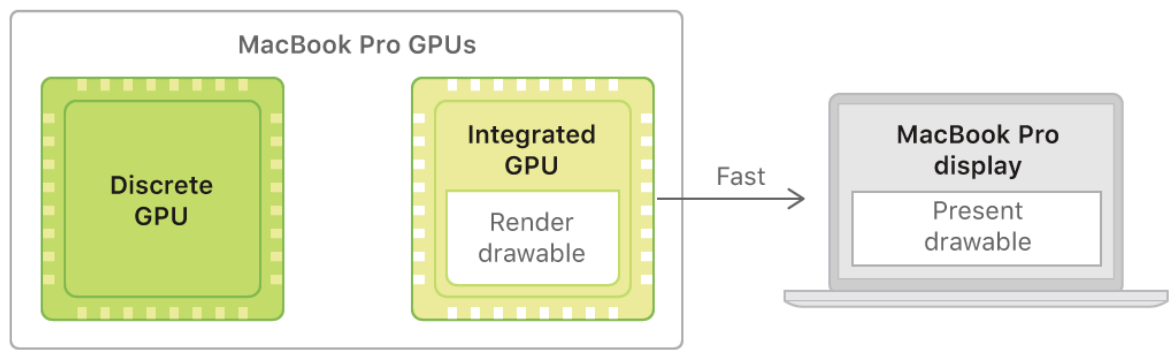 MacBook Pro GPUs
Discrete
GPU
Integrated
GPU
Render
drawable
Fast
MacBook Pro
display
Present
drawable